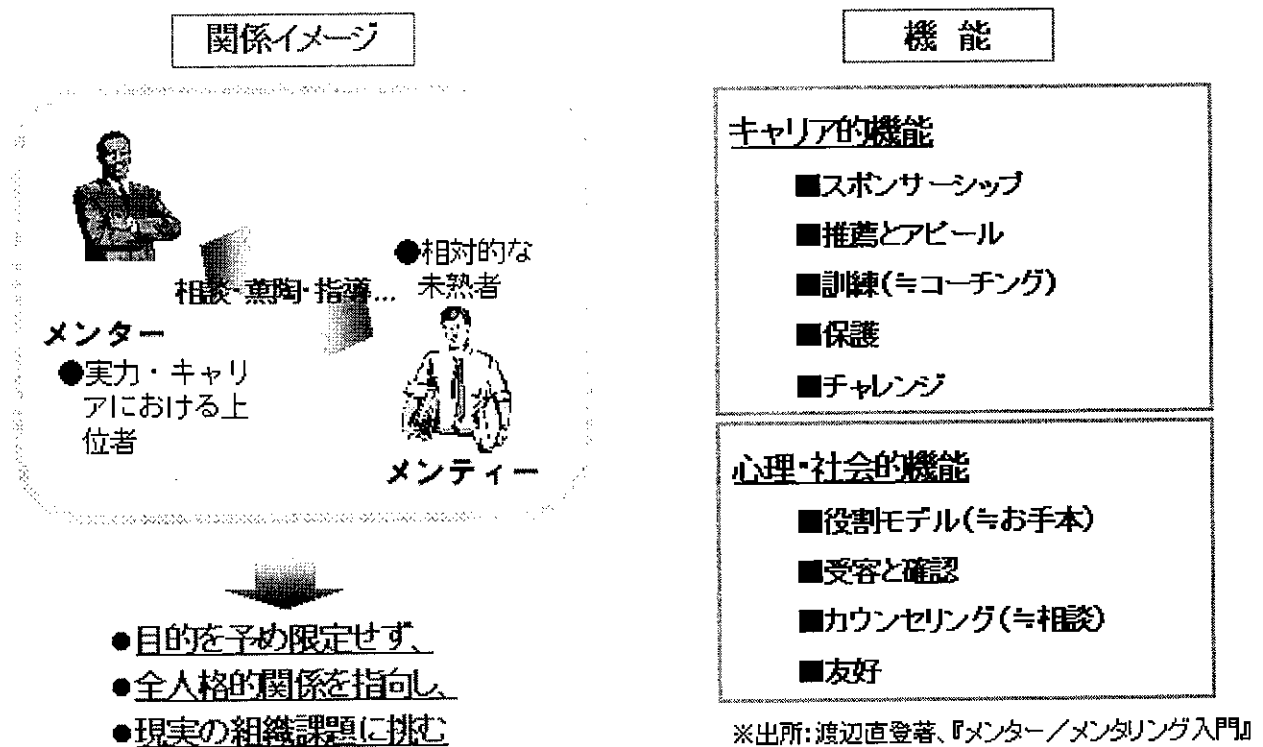 関係イメージ
相談・薫陶・指導...
メンター
●実力・キャリ
アにおける上
位者
●相対的な
未熟者
メンティー
●目的を予め限定せず、
●全人格的関係を指向し、
●現実の組織課題に挑む
機 能
キャリア的機能
■スポンサーシップ
■推薦とアピール
■訓練(≒コーチング)
■保護
■チャレンジ
心理・社会的機能
■役割モデル(≒お手本)
■受容と確認
■カウンセリング(≒相談)
■友好
※出所:渡辺直登著、『メンター/メンタリング入門』